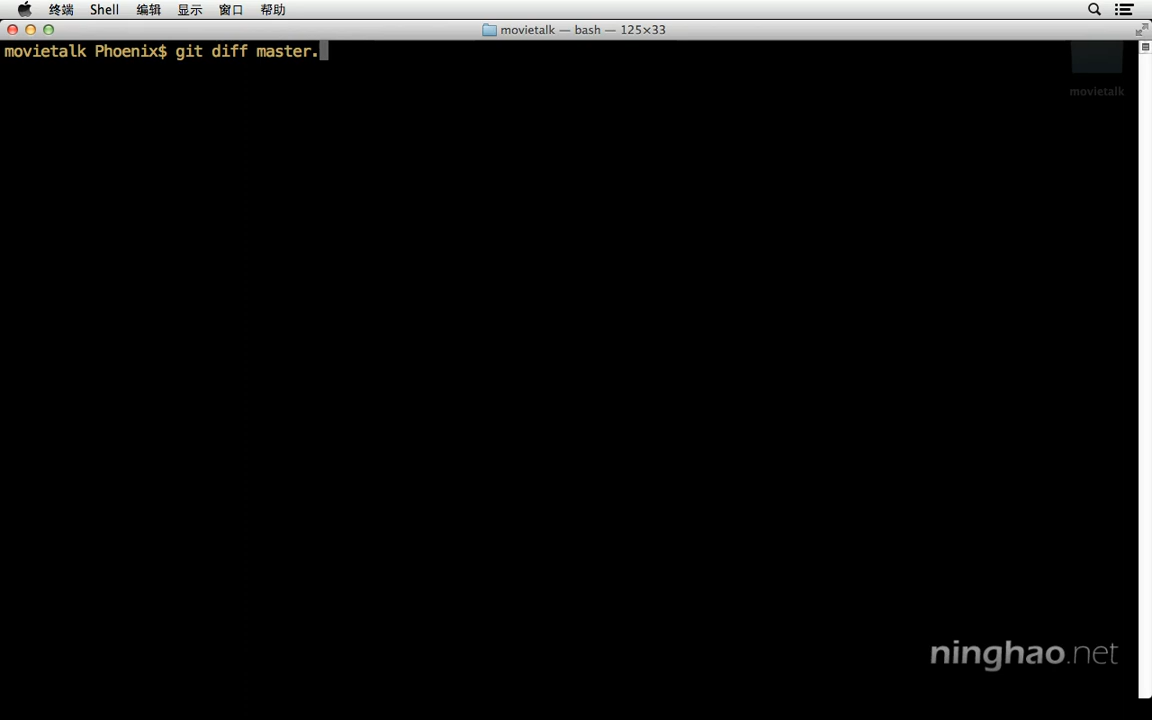 终端 Shell 编辑 显示 窗口 帮助
movietalk — bash — 125×33
movietalk Phoenix$ git diff master.
movietalk
ninghao.net